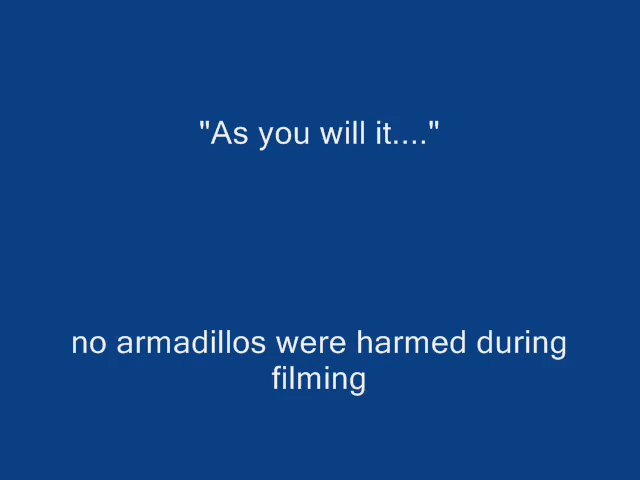 "As you will it...."
no armadillos were harmed during
filming